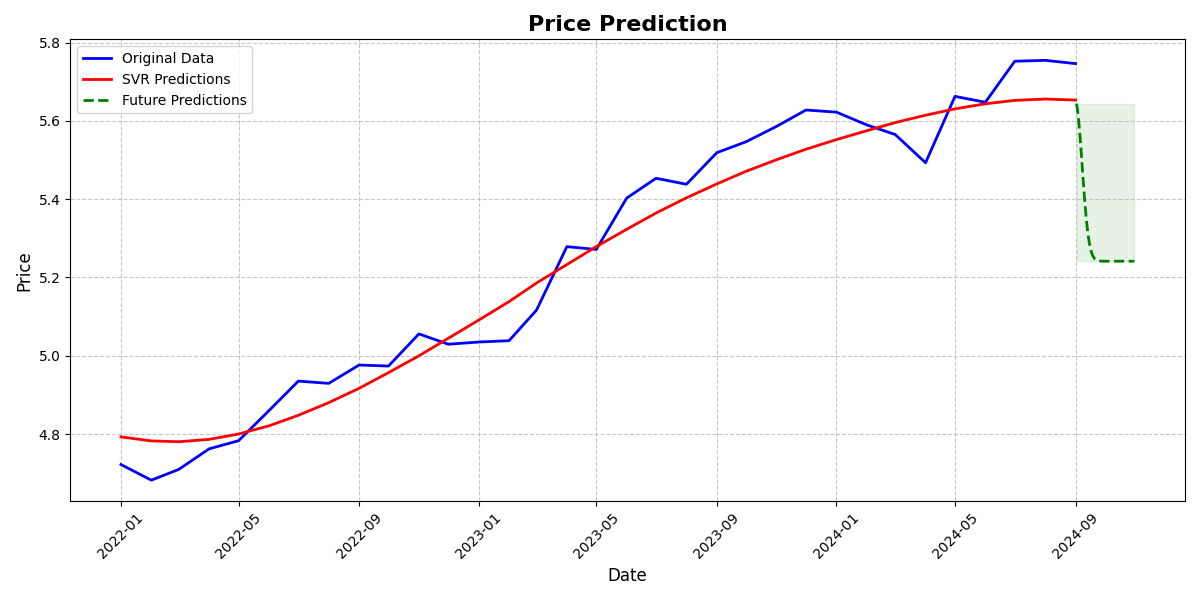 Price Prediction
Original Data
SVR Predictions
Future Predictions
Price
5.8
5.6
5.4
5.2
5.0
4.8
2022-01
2022-05
2022-09
2023-01
2023-05
2023-09
2024-01
2024-05
2024-09
Date